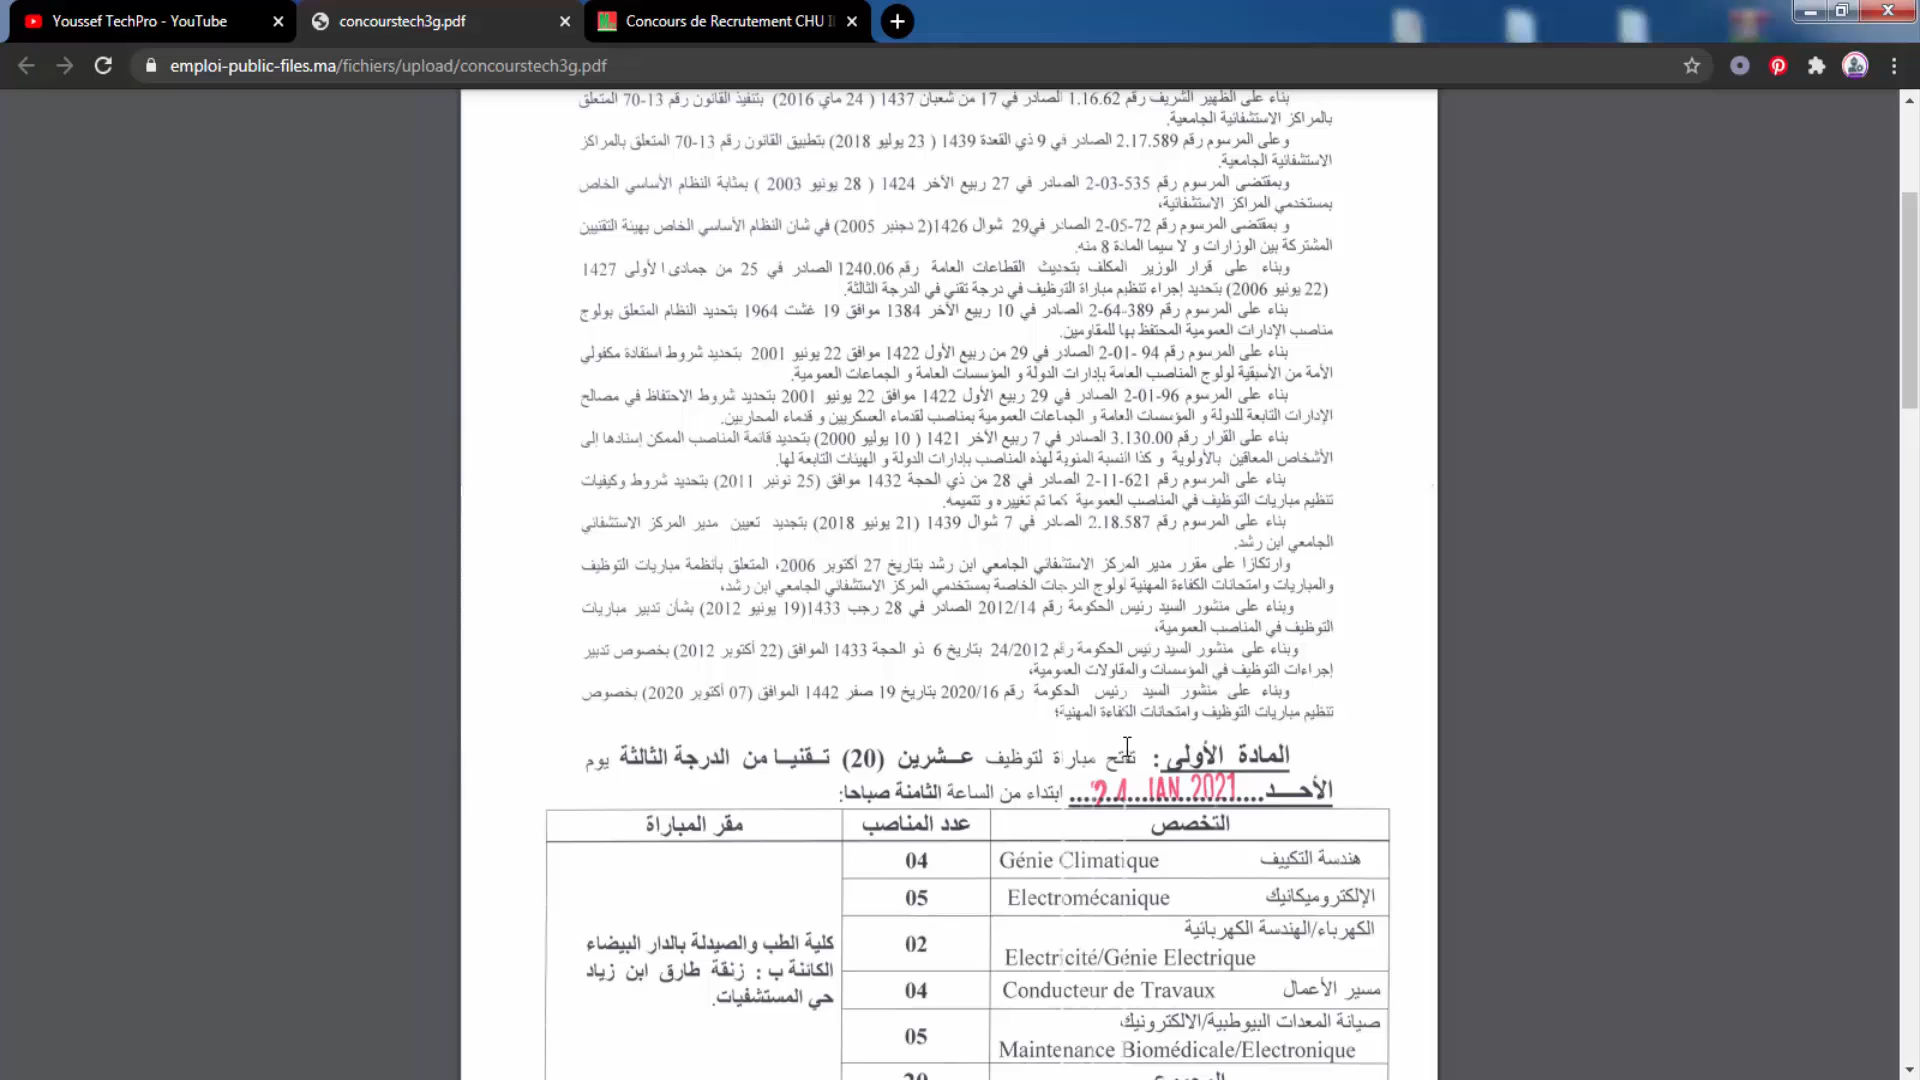 Youssef TechPro - YouTube
concourstech3g.pdf
Concours de Recrutement CHU I
emploi-public-files.ma/fichiers/upload/concourstech3g.pdf
بناء على الظهير الشريف رقم 1.16.62 الصادر في 17 من شعبان 1437 ( 24 ماي 2016) بتنفيذ القانون رقم 13-70 المتعلق
بالمراكز الاستشفائية الجامعية.
وعلى المرسوم رقم 2.17.589 الصادر في 9 ذي القعدة 1439 ( 23 يوليو 2018) بتطبيق القانون رقم 13-70 المتعلق بالمراكز
الاستشفائية الجامعية.
وبمقتضى المرسوم رقم 535-03-2 الصادر في 27 ربيع الآخر 1424 ( 28 يونيو 2003 ) بمثابة النظام الأساسي الخاص
بمستخدمي المراكز الاستشفائية،
و بمقتضى المرسوم رقم 72-05-2 الصادر في29 شوال 1426(2 دجنبر 2005) في شان النظام الأساسي الخاص بهيئة التقنيين
المشتركة بين الوزارات و لا سيما المادة 8 منه.
وبناء على قرار الوزير المكلف بتحديث القطاعات العامة رقم 1240.06 الصادر في 25 من جمادى الأولى 1427
(22 يونيو 2006) بتحديد إجراء تنظيم مباراة التوظيف في درجة تقني في الدرجة الثالثة.
بناء على المرسوم رقم 389-64-2 الصادر في 10 ربيع الآخر 1384 موافق 19 غشت 1964 بتحديد النظام المتعلق بولوج
مناصب الإدارات العمومية المحتفظ بها للمقاومين.
بناء على المرسوم رقم 94 -01-2 الصادر في 29 من ربيع الأول 1422 موافق 22 يونيو 2001 بتحديد شروط استفادة مكفولي
الأمة من الأسبقية لولوج المناصب العامة بإدارات الدولة و المؤسسات العامة و الجماعات العمومية.
بناء على المرسوم رقم 96-01-2 الصادر في 29 ربيع الأول 1422 موافق 22 يونيو 2001 بتحديد شروط الاحتفاظ في مصالح
الإدارات التابعة للدولة و المؤسسات العامة و الجماعات العمومية بمناصب لقدماء العسكريين و قدماء المحاربين.
بناء على القرار رقم 3.130.00 الصادر في 7 ربيع الآخر 1421 ( 10 يوليو 2000) بتحديد قائمة المناصب الممكن إسنادها إلى
الأشخاص المعاقين بالأولوية و كذا النسبة المئوية لهذه المناصب بإدارات الدولة و الهيئات التابعة لها.
بناء على المرسوم رقم 621-11-2 الصادر في 28 من ذي الحجة 1432 موافق (25 نونبر 2011) بتحديد شروط وكيفيات
تنظيم مباريات التوظيف في المناصب العمومية كما تم تغييره و تتميمه.
بناء على المرسوم رقم 2.18.587 الصادر في 7 شوال 1439 (21 يونيو 2018) بتجديد تعيين مدير المركز الاستشفائي
الجامعي ابن رشد.
وارتكازا على مقرر مدير المركز الاستشفائي الجامعي ابن رشد بتاريخ 27 أكتوبر 2006، المتعلق بأنظمة مباريات التوظيف
والمباريات وامتحانات الكفاءة المهنية لولوج الدرجات الخاصة بمستخدمي المركز الاستشفائي الجامعي ابن رشد،
وبناء على منشور السيد رئيس الحكومة رقم 2012/14 الصادر في 28 رجب 1433(19 يونيو 2012) بشأن تدبير مباريات
التوظيف في المناصب العمومية،
وبناء على منشور السيد رئيس الحكومة رقم 24/2012 بتاريخ 6 ذو الحجة 1433 الموافق (22 أكتوبر 2012) بخصوص تدبير
إجراءات التوظيف في المؤسسات والمقاولات العمومية،
وبناء على منشور السيد رئيس الحكومة رقم 2020/16 بتاريخ 19 صفر 1442 الموافق (07 أكتوبر 2020) بخصوص
تنظيم مباريات التوظيف وامتحانات الكفاءة المهنية؛
المادة الأولى: تفتح مباراة لتوظيف عـــشرين (20) تــقنيــا من الدرجة الثالثة يوم
الأحـــد....24 JAN 2021.... ابتداء من الساعة الثامنة صباحا:
التخصص عدد المناصب مقر المباراة
هندسة التكييف Génie Climatique 04
الإلكتروميكانيك Electromécanique 05
الكهرباء/الهندسة الكهربائية
Electricité/Génie Electrique 02
مسير الأعمال Conducteur de Travaux 04
صيانة المعدات البيوطبية/الالكترونيك
Maintenance Biomédicale/Electronique 05
كلية الطب والصيدلة بالدار البيضاء
الكائنة ب : زنقة طارق ابن زياد
حي المستشفيات.
المجموع 20